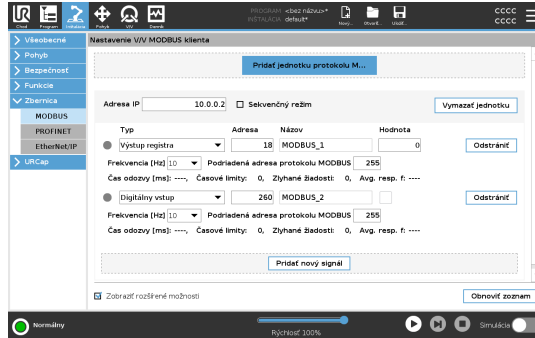 PROGRAM <bez názvu>*
INŠTALÁCIA default*
Chod Program Inštalácia Pohyb V/V Denník Nový... Otvoriť... Uložiť...
CCCC
CCCC
Všeobecné
Pohyb
Bezpečnosť
Funkcie
Zbernica
MODBUS
PROFINET
EtherNet/IP
URCap
Nastavenie V/V MODBUS klienta
Pridať jednotku protokolu M...
Adresa IP 10.0.0.2 Sekvenčný režim Vymazať jednotku
Typ Adresa Názov Hodnota
Výstup registra 18 MODBUS_1 0 Odstrániť
Frekvencia [Hz] 10 Podriadená adresa protokolu MODBUS 255
Čas odozvy [ms]: ----, Časové limity: 0, Zlyhané žiadosti: 0, Avg. resp. f: ----
Digitálny vstup 260 MODBUS_2 Odstrániť
Frekvencia [Hz] 10 Podriadená adresa protokolu MODBUS 255
Čas odozvy [ms]: ----, Časové limity: 0, Zlyhané žiadosti: 0, Avg. resp. f: ----
Pridať nový signál
Zobraziť rozšírené možnosti Obnoviť zoznam
Normálny
Rýchlosť 100%
Simulácia